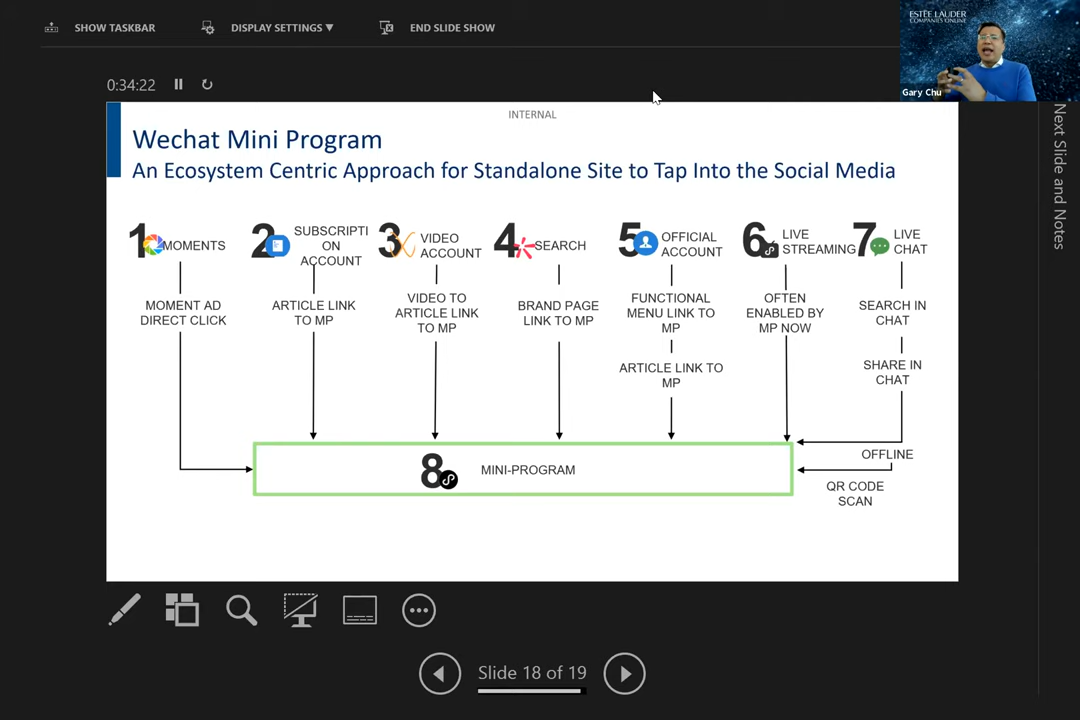 SHOW TASKBAR
DISPLAY SETTINGS ▼
END SLIDE SHOW
ESTĒE LAUDER
COMPANIES ONLINE
Gary Chu
0:34:22
INTERNAL
Wechat Mini Program
An Ecosystem Centric Approach for Standalone Site to Tap Into the Social Media
1
MOMENTS
MOMENT AD
DIRECT CLICK
2
SUBSCRIPTI
ON
ACCOUNT
ARTICLE LINK
TO MP
3
VIDEO
ACCOUNT
VIDEO TO
ARTICLE LINK
TO MP
4
SEARCH
BRAND PAGE
LINK TO MP
5
OFFICIAL
ACCOUNT
FUNCTIONAL
MENU LINK TO
MP
ARTICLE LINK TO
MP
6
LIVE
STREAMING
OFTEN
ENABLED BY
MP NOW
7
LIVE
CHAT
SEARCH IN
CHAT
SHARE IN
CHAT
OFFLINE
QR CODE
SCAN
8
MINI-PROGRAM
Next Slide and Notes
Slide 18 of 19